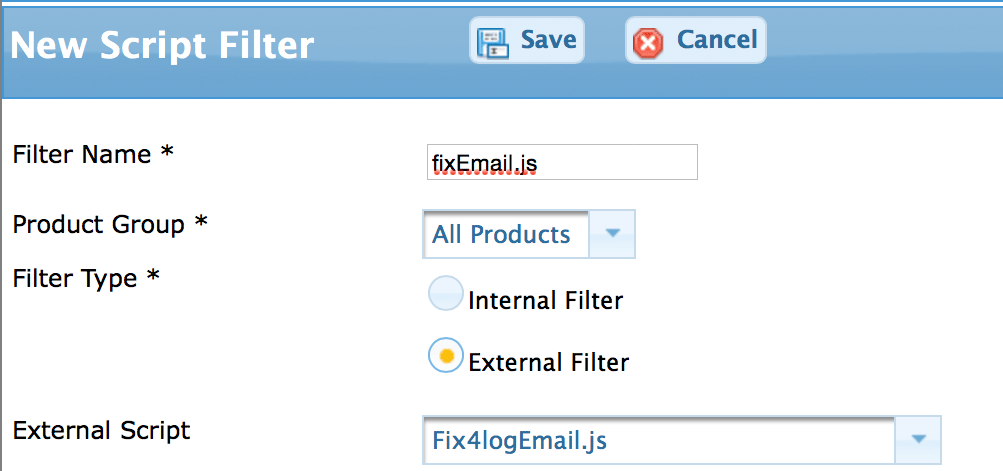 New Script Filter Save Cancel
Filter Name * fixEmail.js
Product Group * All Products
Filter Type *
Internal Filter
External Filter
External Script Fix4logEmail.js